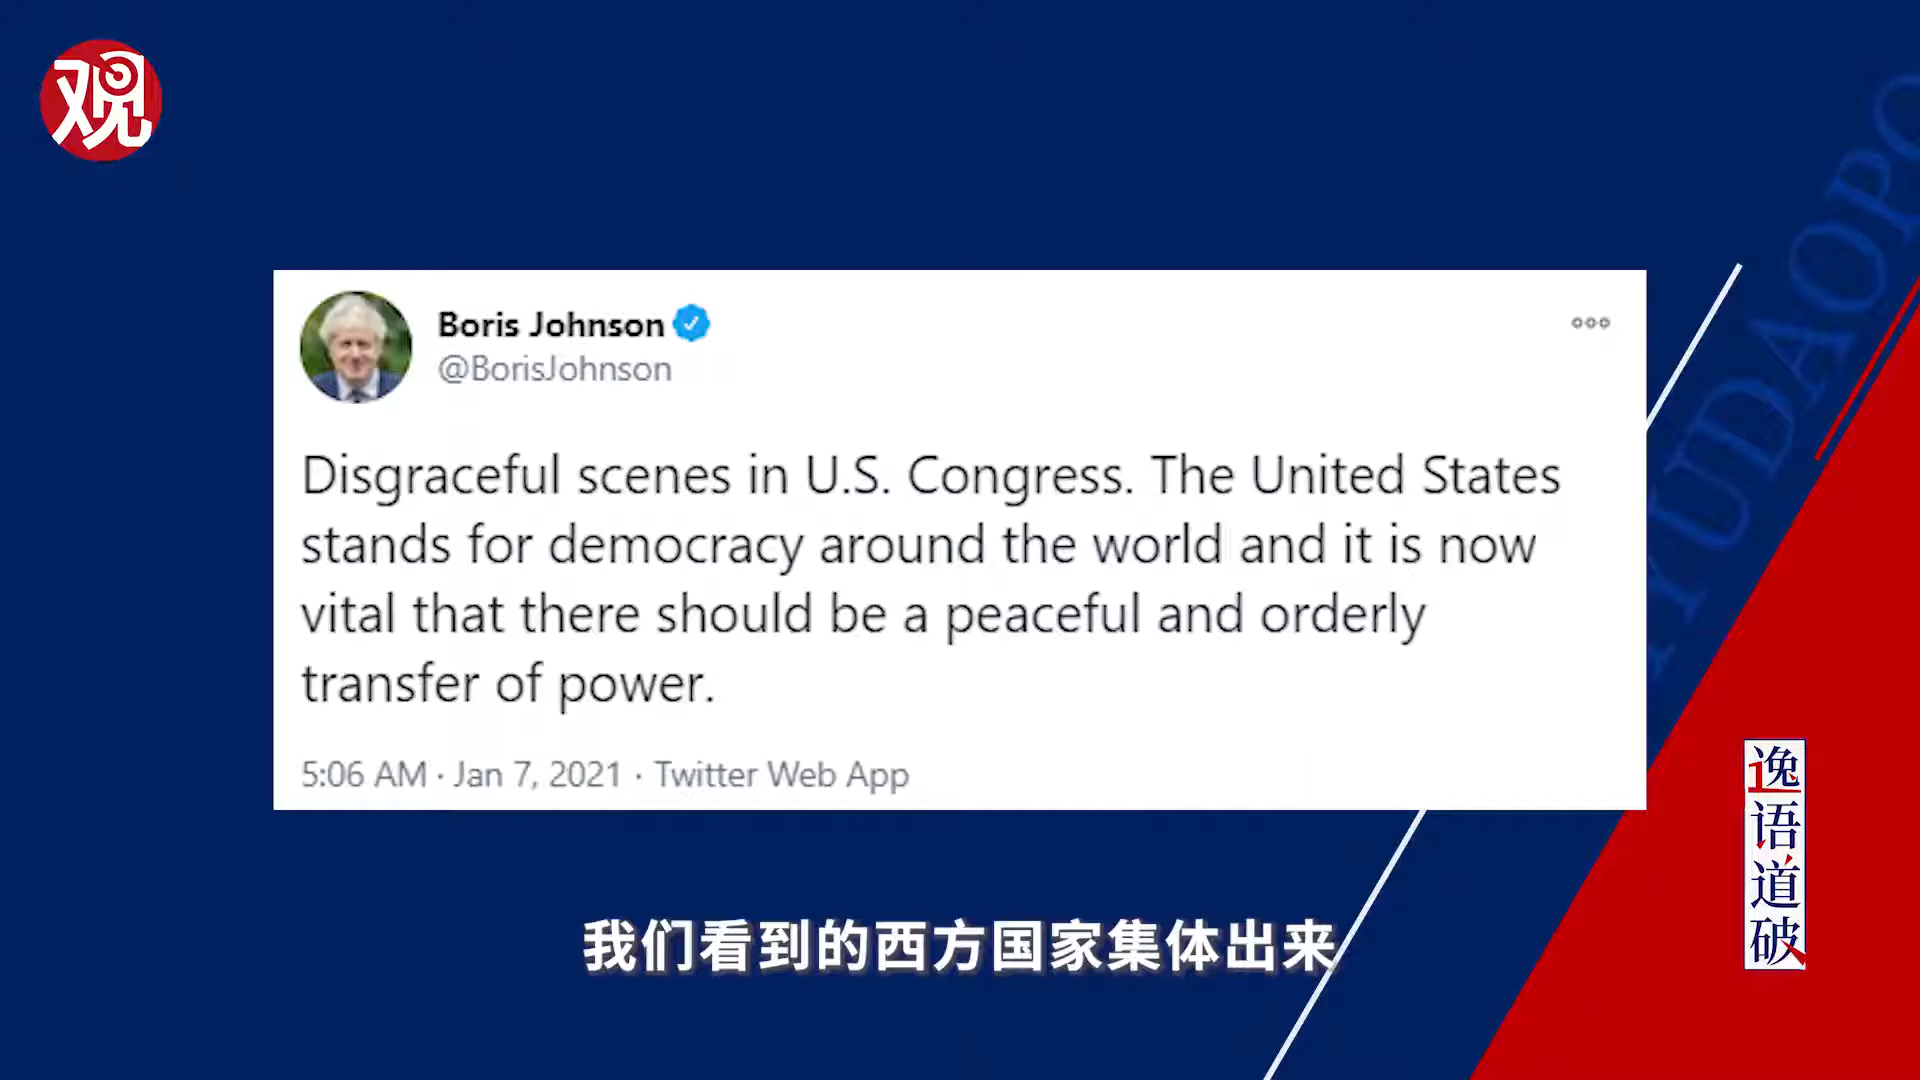 观
Boris Johnson
@BorisJohnson
Disgraceful scenes in U.S. Congress. The United States
stands for democracy around the world and it is now
vital that there should be a peaceful and orderly
transfer of power.
5:06 AM · Jan 7, 2021 · Twitter Web App
YUDAOPO
逸语道破
我们看到的西方国家集体出来